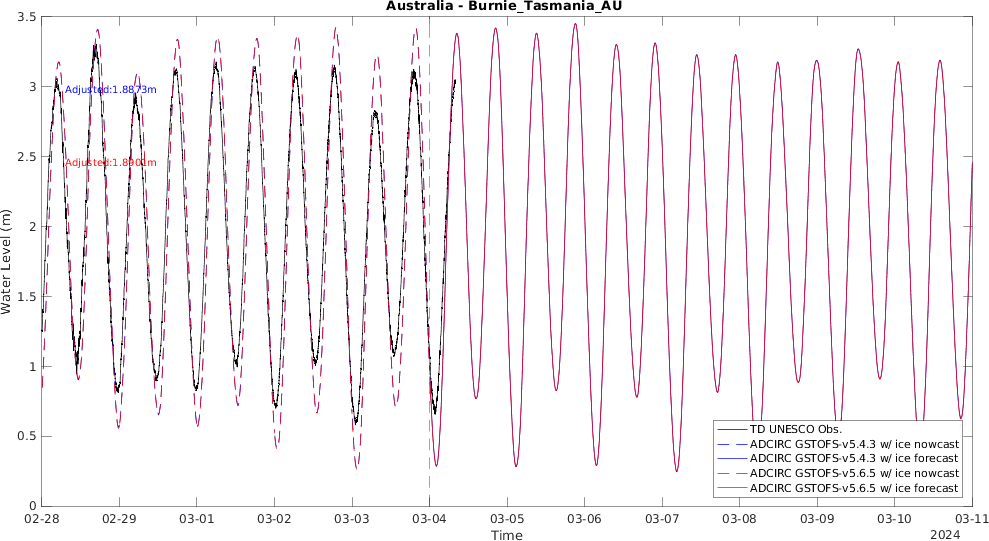 Australia - Burnie_Tasmania_AU
3.5
3
2.5
2
1.5
1
0.5
0
Water Level (m)
Adjusted:1.8873m
Adjusted:1.8901m
TD UNESCO Obs.
ADCIRC GSTOFS-v5.4.3 w/ ice nowcast
ADCIRC GSTOFS-v5.4.3 w/ ice forecast
ADCIRC GSTOFS-v5.6.5 w/ ice nowcast
ADCIRC GSTOFS-v5.6.5 w/ ice forecast
02-28 02-29 03-01 03-02 03-03 03-04 03-05 03-06 03-07 03-08 03-09 03-10 03-11
Time
2024